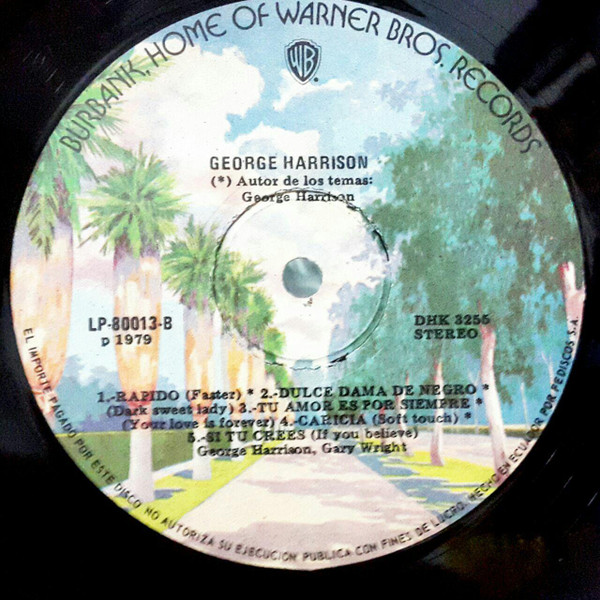 BURBANK, HOME OF WARNER BROS. RECORDS
WB
GEORGE HARRISON
(*) Autor de los temas:
George Harrison
LP-80013-B
p 1979
DHK 3255
STEREO
1.-RAPIDO (Faster) * 2.-DULCE DAMA DE NEGRO *
(Dark sweet lady) 3.-TU AMOR ES POR SIEMPRE *
(Your love is forever) 4.-CARICIA (Soft touch) *
5.-SI TU CREES (If you believe)
George Harrison, Gary Wright
EL IMPORTE PAGADO POR ESTE DISCO NO AUTORIZA SU EJECUCION PUBLICA CON FINES DE LUCRO. HECHO EN ECUADOR POR FEDISCOS S.A.